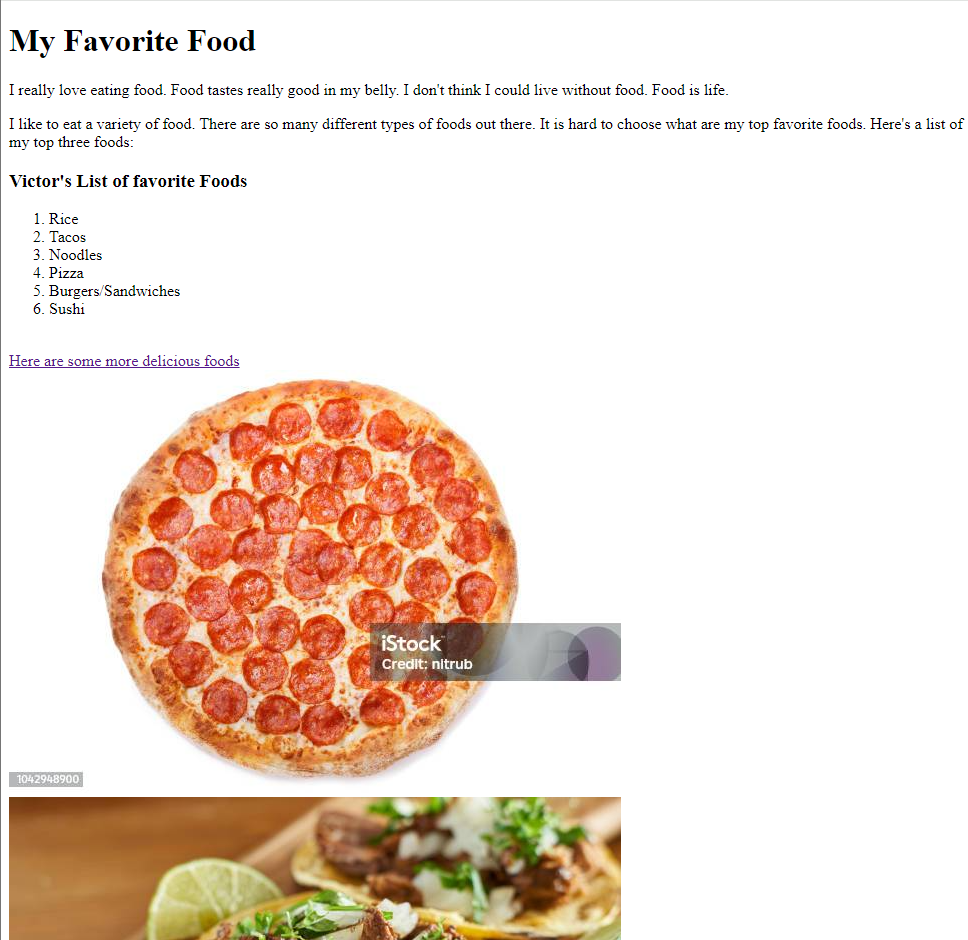 My Favorite Food
I really love eating food. Food tastes really good in my belly. I don't think I could live without food. Food is life.
I like to eat a variety of food. There are so many different types of foods out there. It is hard to choose what are my top favorite foods. Here's a list of
my top three foods:
Victor's List of favorite Foods
1. Rice
2. Tacos
3. Noodles
4. Pizza
5. Burgers/Sandwiches
6. Sushi
Here are some more delicious foods
iStock
Credit: nitrub
1042948900